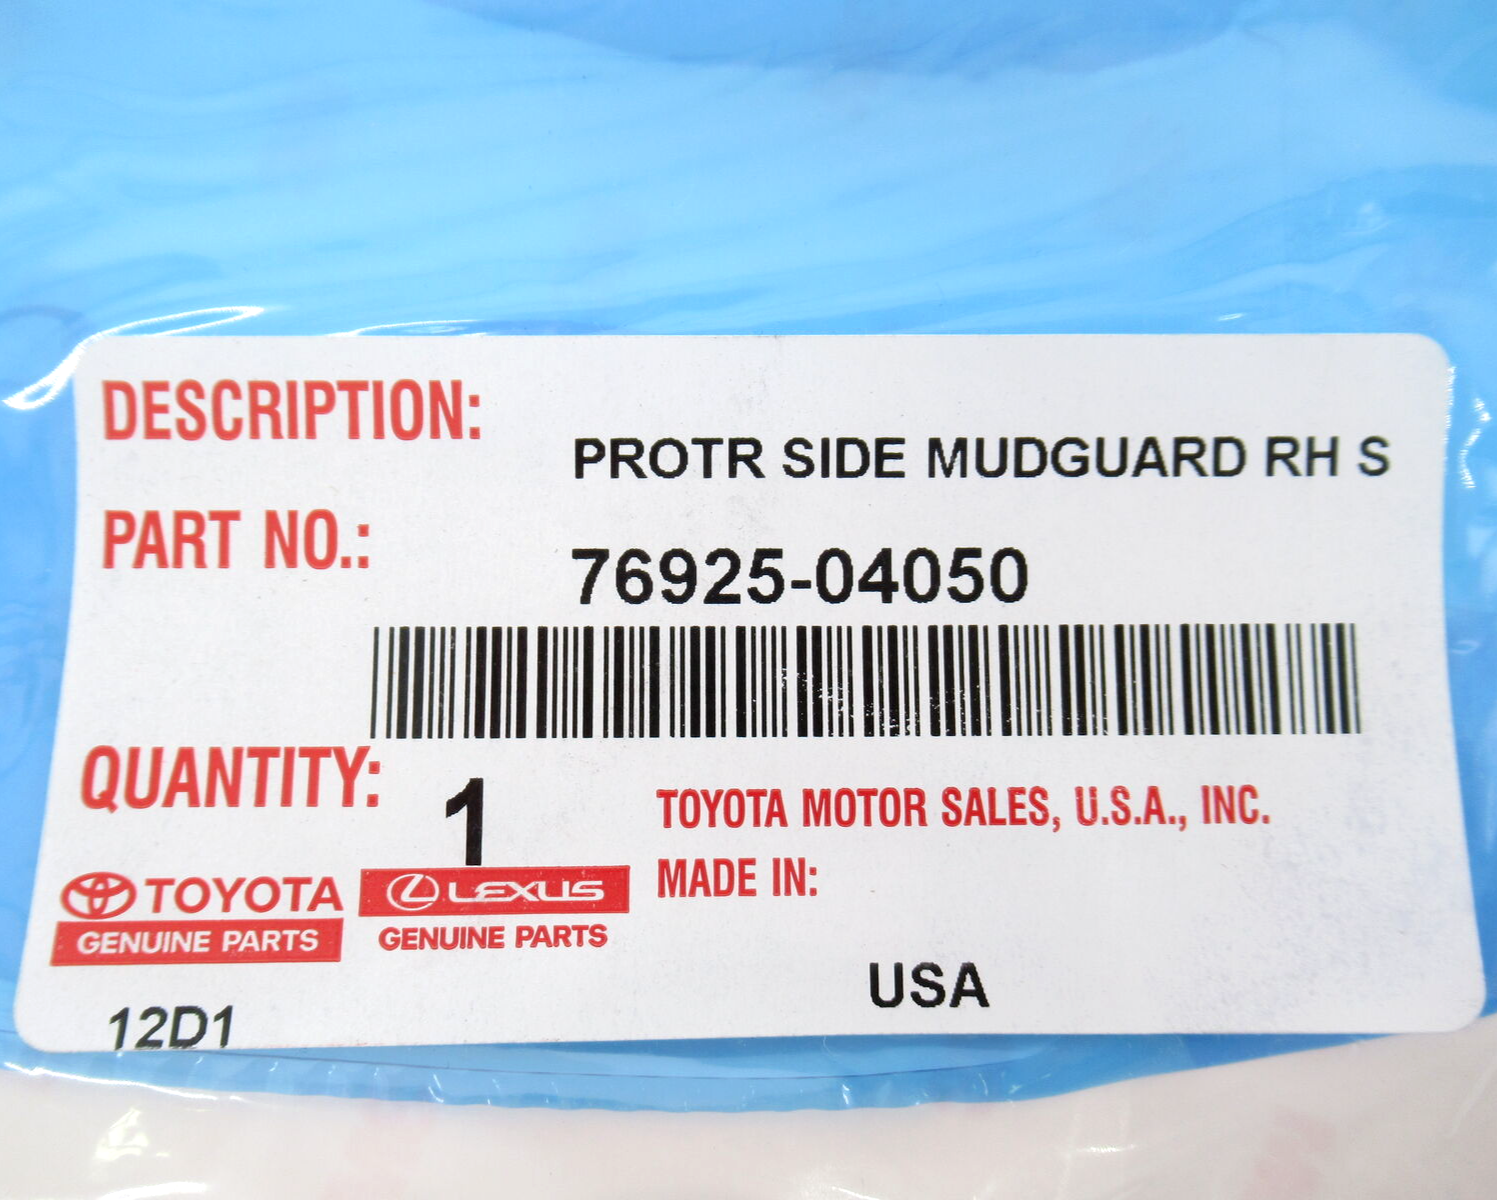 DESCRIPTION:
PROTR SIDE MUDGUARD RH S
PART NO.:
76925-04050
QUANTITY:
1
TOYOTA MOTOR SALES, U.S.A., INC.
MADE IN:
USA
TOYOTA
GENUINE PARTS
LEXUS
GENUINE PARTS
12D1